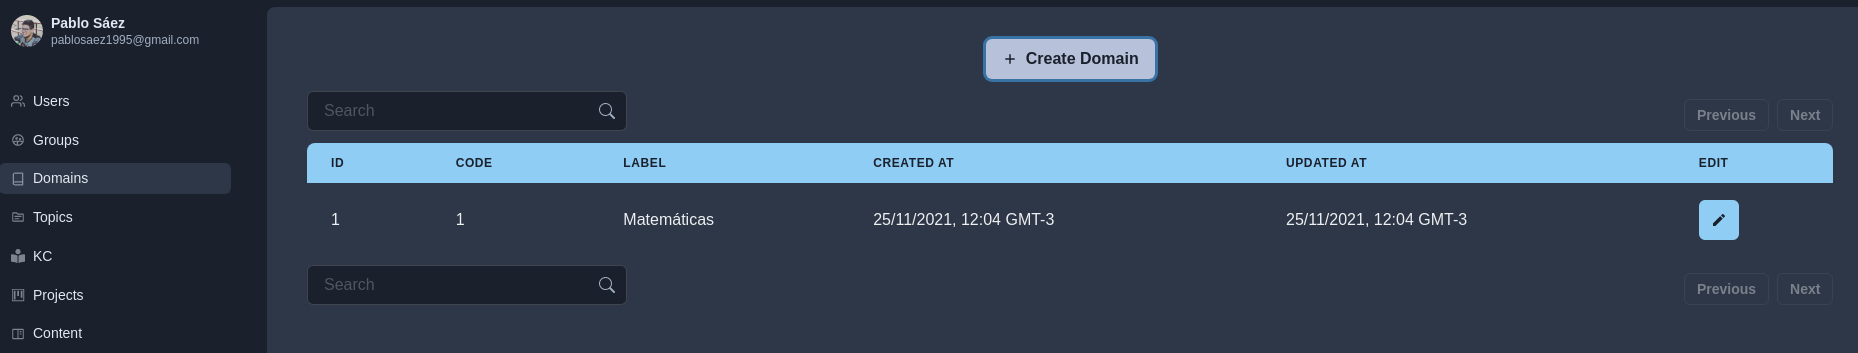 Pablo Sáez
pablosaez1995@gmail.com
Users
Groups
Domains
Topics
KC
Projects
Content
+ Create Domain
Search
Previous Next
ID CODE LABEL CREATED AT UPDATED AT EDIT
1 1 Matemáticas 25/11/2021, 12:04 GMT-3 25/11/2021, 12:04 GMT-3
Search
Previous Next